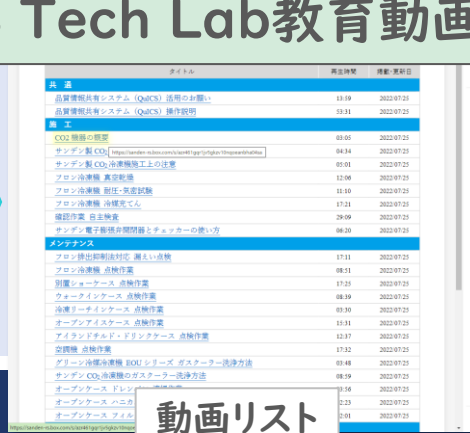 Tech Lab教育動画
タイトル 再生時間 掲載・更新日
共 通
品質情報共有システム（QuICS）活用のお願い 13:59 2022/07/25
品質情報共有システム（QuICS）操作説明 53:31 2022/07/25
施 工
CO2 機器の概要 03:05 2022/07/25
サンデン製 CO2 04:34 2022/07/25
サンデン製 CO2 冷凍機施工上の注意 05:01 2022/07/25
フロン冷凍機 真空乾燥 12:06 2022/07/25
フロン冷凍機 耐圧・気密試験 11:10 2022/07/25
フロン冷凍機 冷媒充てん 17:21 2022/07/25
確認作業 自主検査 29:09 2022/07/25
サンデン電子膨張弁開閉器とチェッカーの使い方 06:20 2022/07/25
メンテナンス
フロン排出抑制法対応 漏えい点検 17:11 2022/07/25
フロン冷凍機 点検作業 08:51 2022/07/25
別置ショーケース 点検作業 17:25 2022/07/25
ウォークインケース 点検作業 08:39 2022/07/25
冷凍リーチインケース 点検作業 03:30 2022/07/25
オープンアイスケース 点検作業 15:31 2022/07/25
アイランドチルド・ドリンクケース 点検作業 12:37 2022/07/25
空調機 点検作業 17:32 2022/07/25
グリーン冷媒冷凍機 EOU シリーズ ガスクーラー洗浄方法 03:48 2022/07/25
サンデン CO2 冷凍機のガスクーラー洗浄方法 08:59 2022/07/25
オープンケース ドレン 2022/07/25
オープンケース ハニカ 2:23 2022/07/25
オープンケース フィル 2:01 2022/07/25
動画リスト